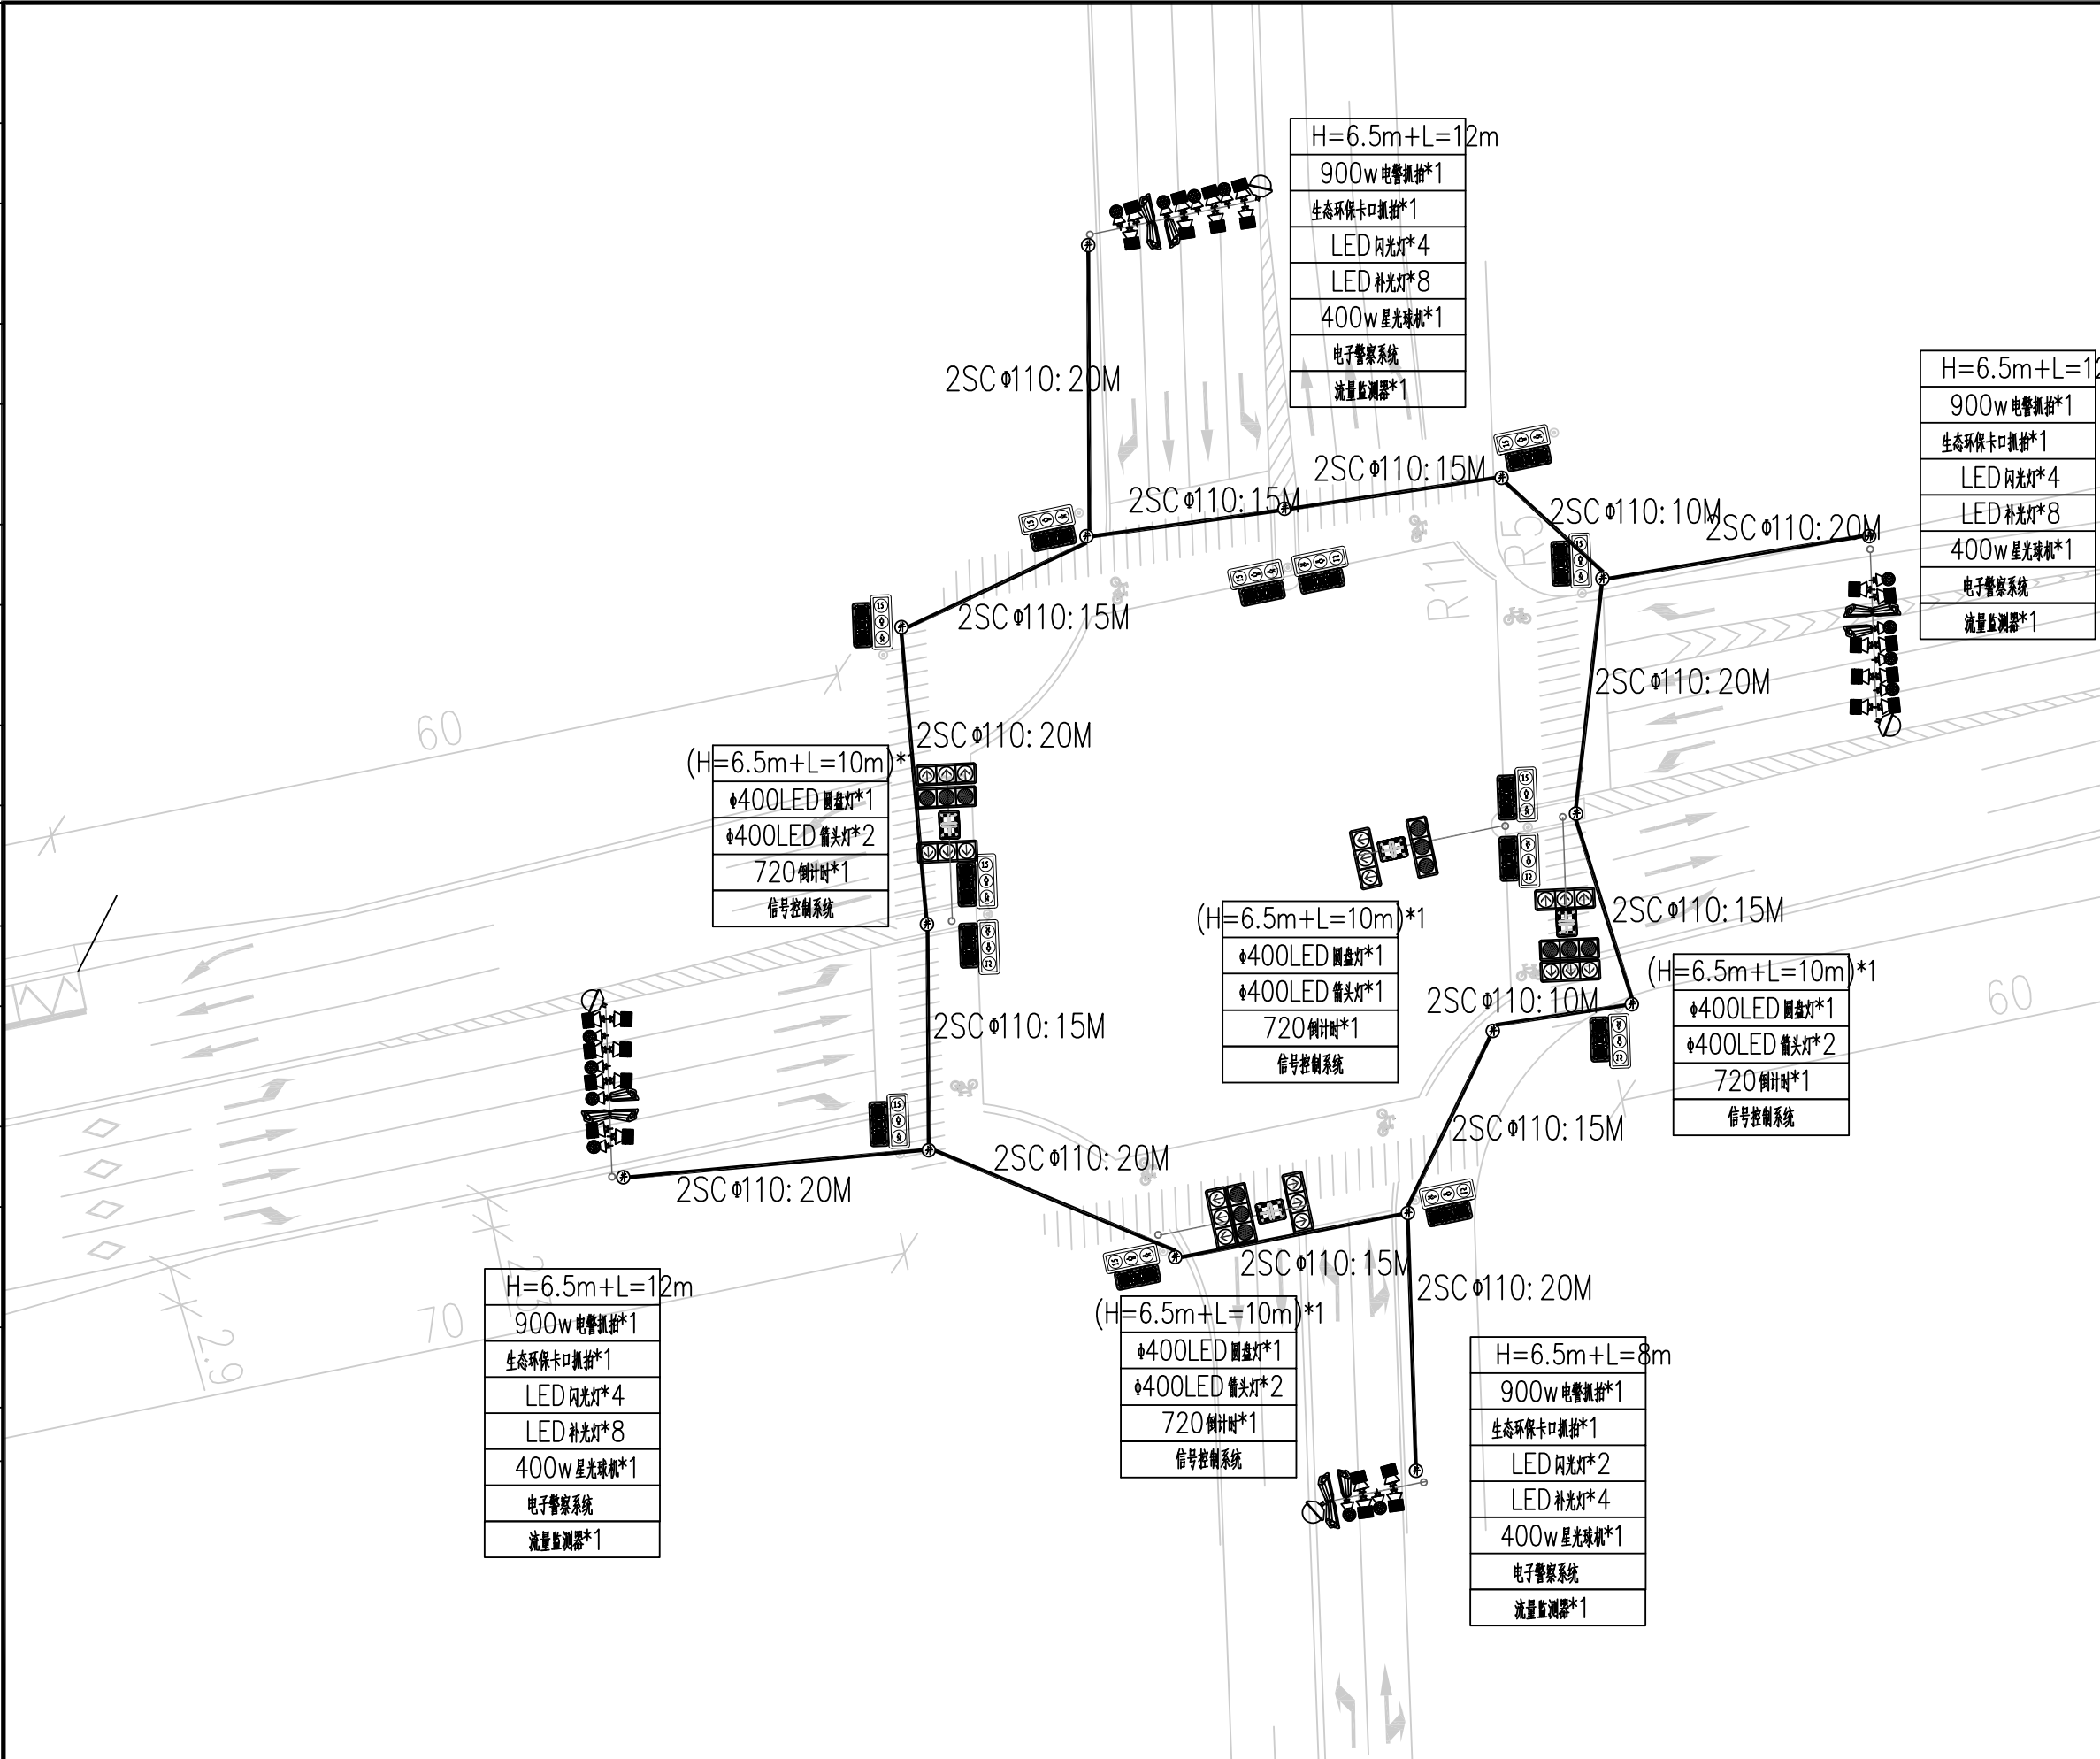 H=6.5m+L=12m
900w电警抓拍*1
生态环保卡口抓拍*1
LED闪光灯*4
LED补光灯*8
400w星光球机*1
电子警察系统
流量监测器*1
H=6.5m+L=12
900w电警抓拍*1
生态环保卡口抓拍*1
LED闪光灯*4
LED补光灯*8
400w星光球机*1
电子警察系统
流量监测器*1
2SCΦ110:20M
2SCΦ110:15M
2SCΦ110:15M
2SCΦ110:10M
2SCΦ110:20M
R5
R11
2SCΦ110:15M
2SCΦ110:20M
60
2SCΦ110:20M
(H=6.5m+L=10m)*
Φ400LED圆盘灯*1
Φ400LED箭头灯*2
720倒计时*1
信号控制系统
2SCΦ110:15M
(H=6.5m+L=10m)*1
Φ400LED圆盘灯*1
Φ400LED箭头灯*1
720倒计时*1
信号控制系统
(H=6.5m+L=10m)*1
Φ400LED圆盘灯*1
Φ400LED箭头灯*2
720倒计时*1
信号控制系统
60
2SCΦ110:10M
2SCΦ110:15M
2SCΦ110:15M
2SCΦ110:20M
2SCΦ110:20M
2SCΦ110:15M
2SCΦ110:20M
70
2.9
H=6.5m+L=12m
900w电警抓拍*1
生态环保卡口抓拍*1
LED闪光灯*4
LED补光灯*8
400w星光球机*1
电子警察系统
流量监测器*1
(H=6.5m+L=10m)*1
Φ400LED圆盘灯*1
Φ400LED箭头灯*2
720倒计时*1
信号控制系统
H=6.5m+L=8m
900w电警抓拍*1
生态环保卡口抓拍*1
LED闪光灯*2
LED补光灯*4
400w星光球机*1
电子警察系统
流量监测器*1